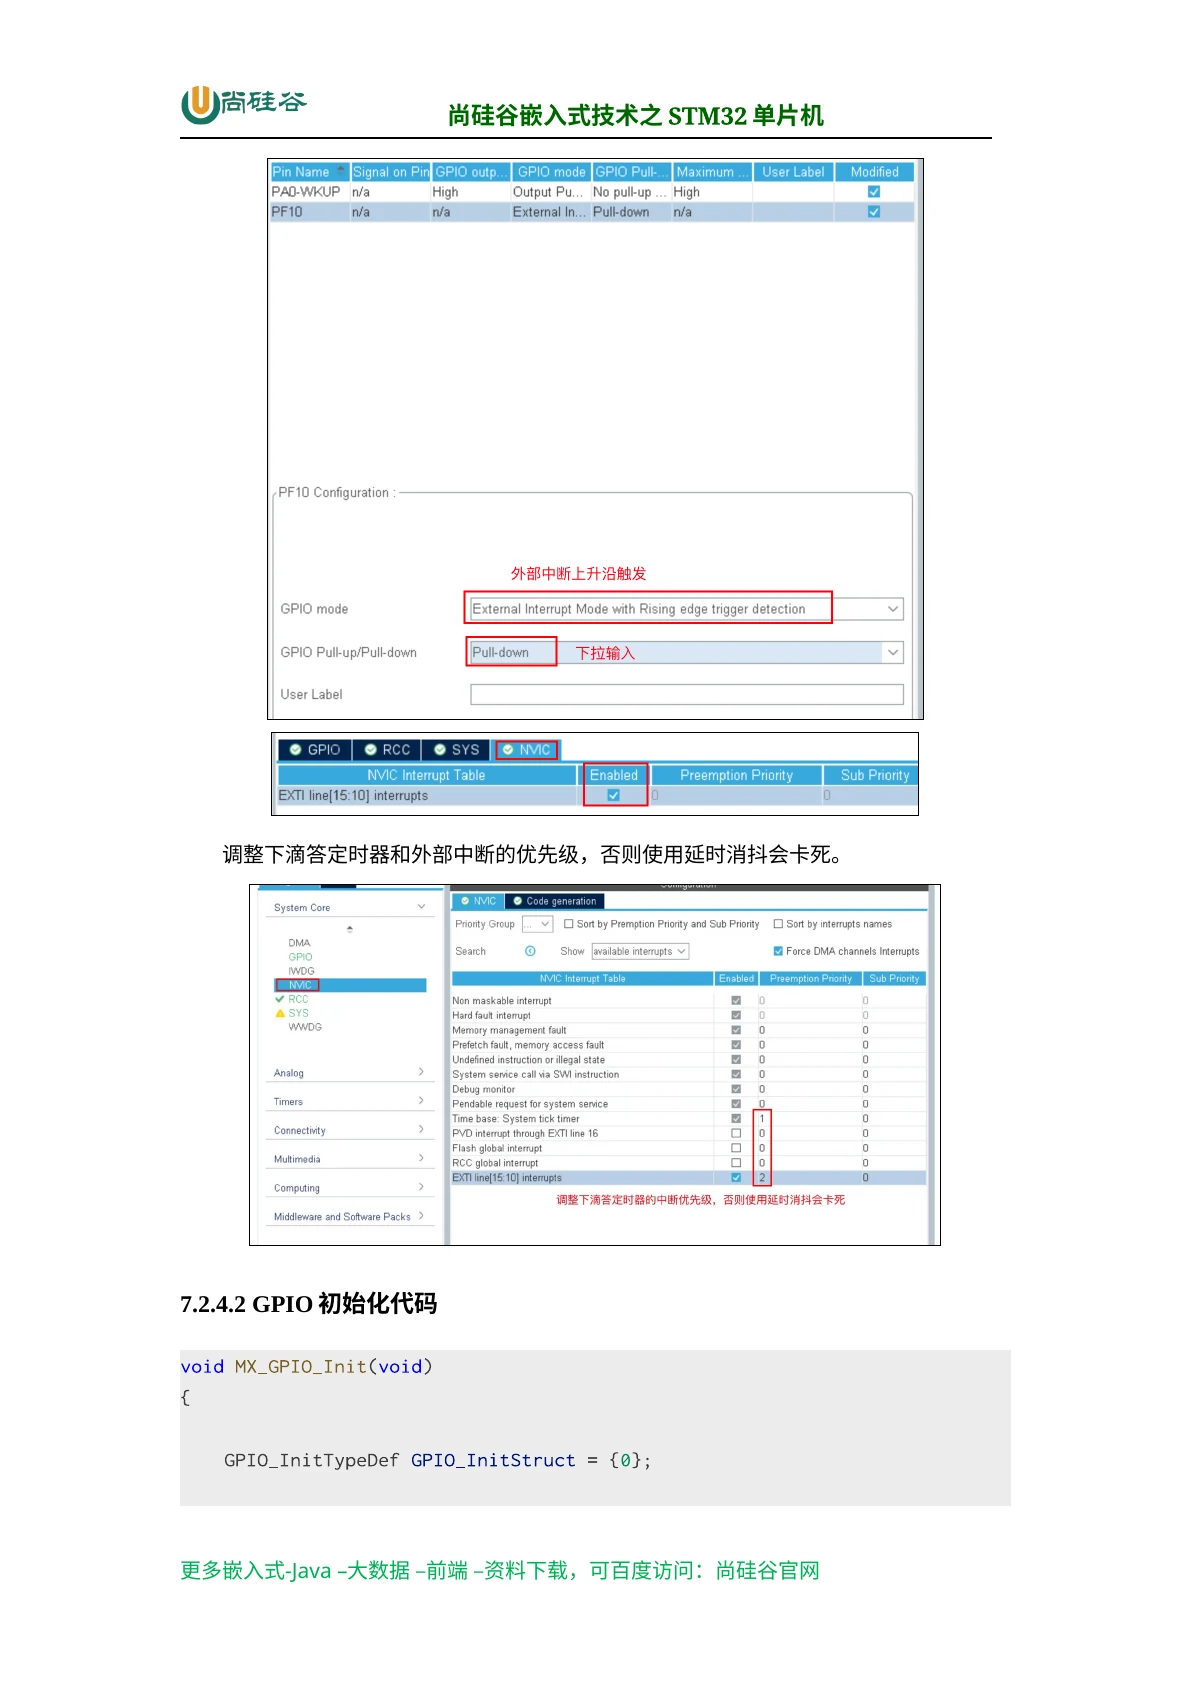 尚硅谷
尚硅谷嵌入式技术之 STM32 单片机
Pin Name Signal on Pin GPIO outp... GPIO mode GPIO Pull-... Maximum ... User Label Modified
PA0-WKUP n/a High Output Pu... No pull-up ... High
PF10 n/a n/a External In... Pull-down n/a
PF10 Configuration :
外部中断上升沿触发
GPIO mode External Interrupt Mode with Rising edge trigger detection
GPIO Pull-up/Pull-down Pull-down 下拉输入
User Label
GPIO RCC SYS NVIC
NVIC Interrupt Table Enabled Preemption Priority Sub Priority
EXTI line[15:10] interrupts 0 0
调整下滴答定时器和外部中断的优先级，否则使用延时消抖会卡死。
Configuration
System Core
DMA
GPIO
IWDG
NVIC
RCC
SYS
WWDG
Analog
Timers
Connectivity
Multimedia
Computing
Middleware and Software Packs
NVIC Code generation
Priority Group ... Sort by Premption Priority and Sub Priority Sort by interrupts names
Search Show available interrupts Force DMA channels Interrupts
NVIC Interrupt Table Enabled Preemption Priority Sub Priority
Non maskable interrupt 0 0
Hard fault interrupt 0 0
Memory management fault 0 0
Prefetch fault, memory access fault 0 0
Undefined instruction or illegal state 0 0
System service call via SWI instruction 0 0
Debug monitor 0 0
Pendable request for system service 0 0
Time base: System tick timer 1 0
PVD interrupt through EXTI line 16 0 0
Flash global interrupt 0 0
RCC global interrupt 0 0
EXTI line[15:10] interrupts 2 0
调整下滴答定时器的中断优先级，否则使用延时消抖会卡死
7.2.4.2 GPIO 初始化代码
void MX_GPIO_Init(void)
{
GPIO_InitTypeDef GPIO_InitStruct = {0};
更多嵌入式-Java –大数据 –前端 –资料下载，可百度访问：尚硅谷官网